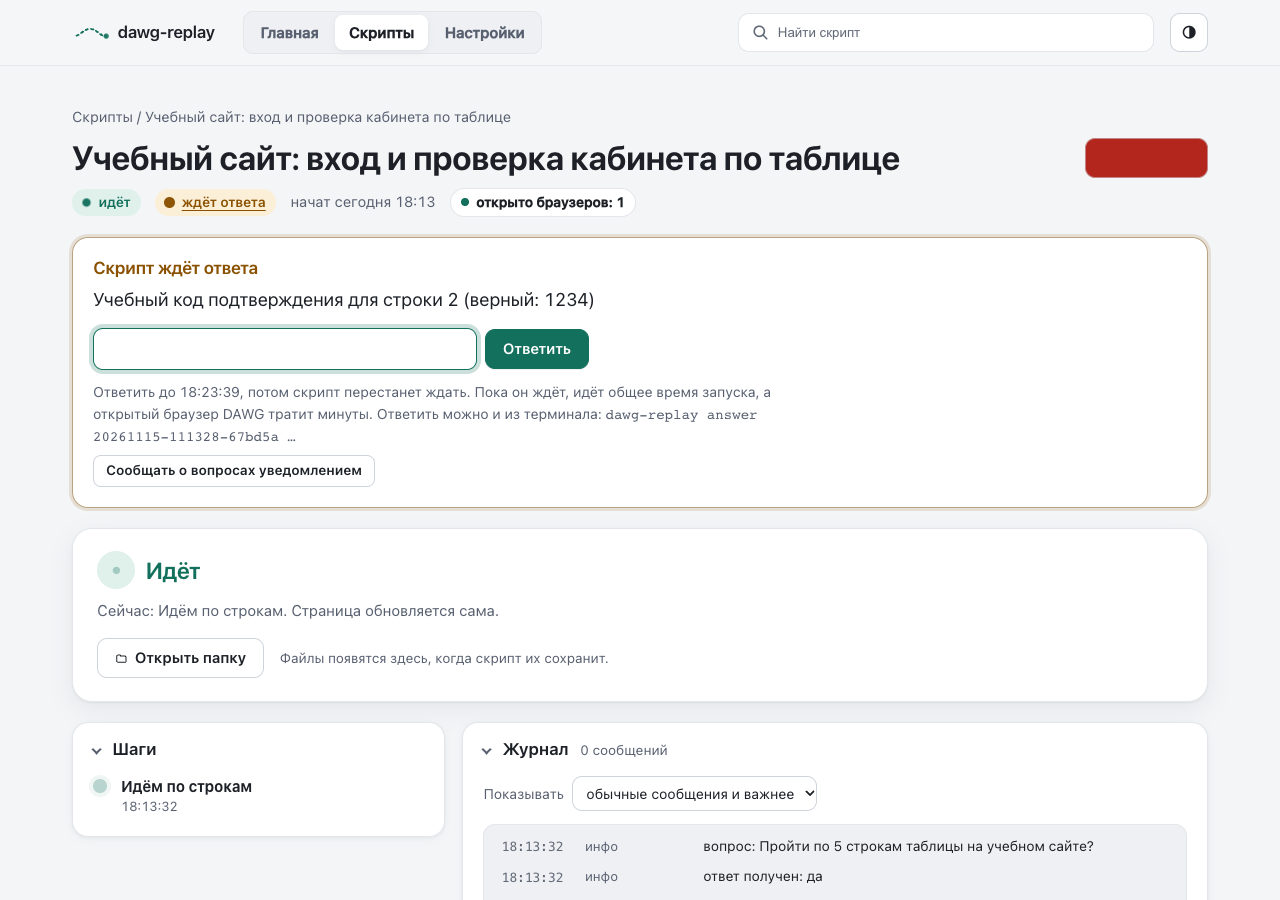 dawg-replay
Главная
Скрипты
Настройки
Найти скрипт
Скрипты / Учебный сайт: вход и проверка кабинета по таблице
Учебный сайт: вход и проверка кабинета по таблице
идёт
ждёт ответа
начат сегодня 18:13
открыто браузеров: 1
Скрипт ждёт ответа
Учебный код подтверждения для строки 2 (верный: 1234)
Ответить
Ответить до 18:23:39, потом скрипт перестанет ждать. Пока он ждёт, идёт общее время запуска, а
открытый браузер DAWG тратит минуты. Ответить можно и из терминала: dawg-replay answer
20261115-111328-67bd5a …
Сообщать о вопросах уведомлением
Идёт
Сейчас: Идём по строкам. Страница обновляется сама.
Открыть папку
Файлы появятся здесь, когда скрипт их сохранит.
Шаги
Идём по строкам
18:13:32
Журнал 0 сообщений
Показывать обычные сообщения и важнее
18:13:32 инфо вопрос: Пройти по 5 строкам таблицы на учебном сайте?
18:13:32 инфо ответ получен: да